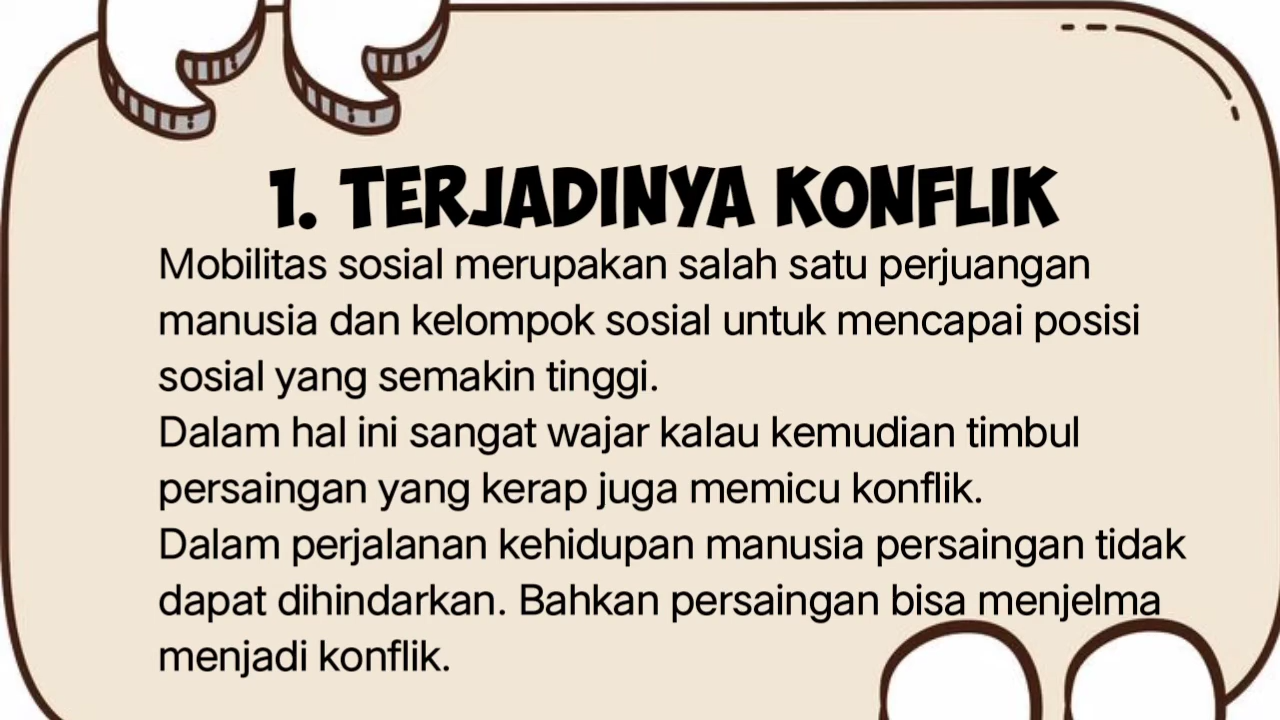 1. TERJADINYA KONFLIK
Mobilitas sosial merupakan salah satu perjuangan
manusia dan kelompok sosial untuk mencapai posisi
sosial yang semakin tinggi.
Dalam hal ini sangat wajar kalau kemudian timbul
persaingan yang kerap juga memicu konflik.
Dalam perjalanan kehidupan manusia persaingan tidak
dapat dihindarkan. Bahkan persaingan bisa menjelma
menjadi konflik.